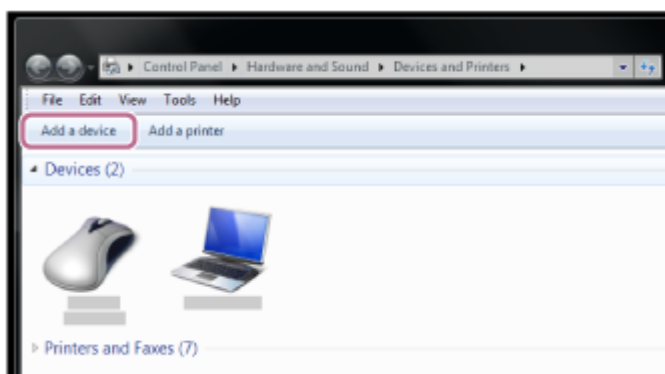 Control Panel ▸ Hardware and Sound ▸ Devices and Printers ▸
File Edit View Tools Help
Add a device Add a printer
Devices (2)
Printers and Faxes (7)